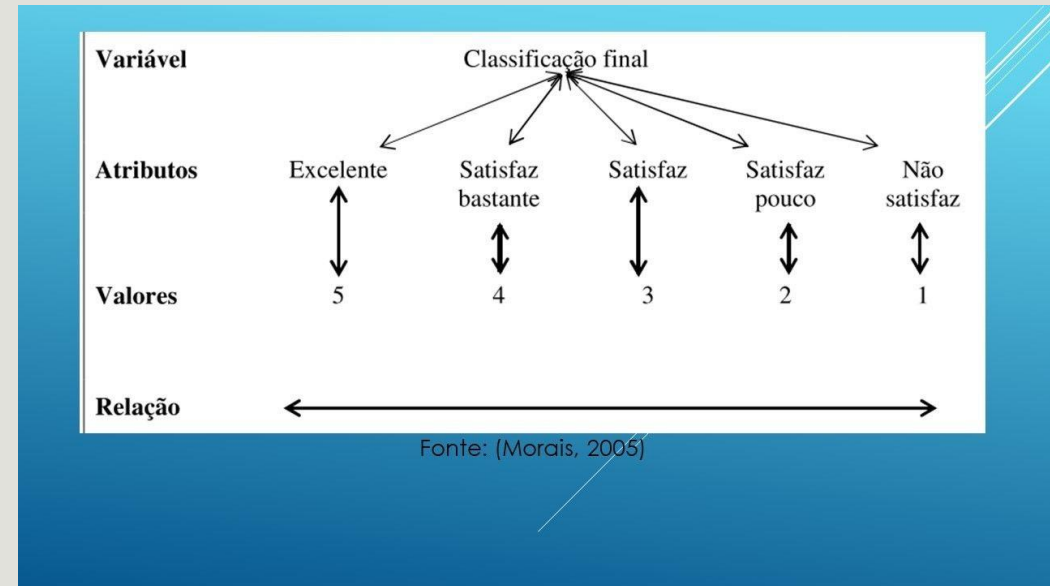 Variável Classificação final
Atributos Excelente Satisfaz bastante Satisfaz Satisfaz pouco Não satisfaz
Valores 5 4 3 2 1
Relação
Fonte: (Morais, 2005)